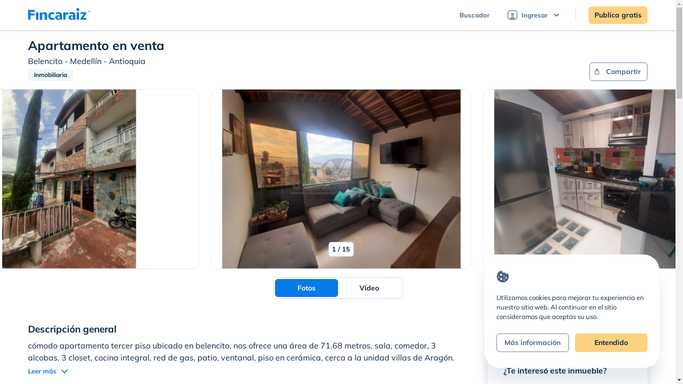 Fincaraiz
Buscador
Ingresar
Publica gratis
Apartamento en venta
Belencito - Medellín - Antioquia
Inmobiliaria
Compartir
1 / 15
Fotos
Video
Descripción general
cómodo apartamento tercer piso ubicado en belencito, nos ofrece una área de 71.68 metros, sala, comedor, 3
alcobas, 3 closet, cocina integral, red de gas, patio, ventanal, piso en cerámica, cerca a la unidad villas de Aragón.
Leer más
Utilizamos cookies para mejorar tu experiencia en
nuestro sitio web. Al continuar en el sitio
consideramos que aceptas su uso.
Más información
Entendido
¿Te interesó este inmueble?